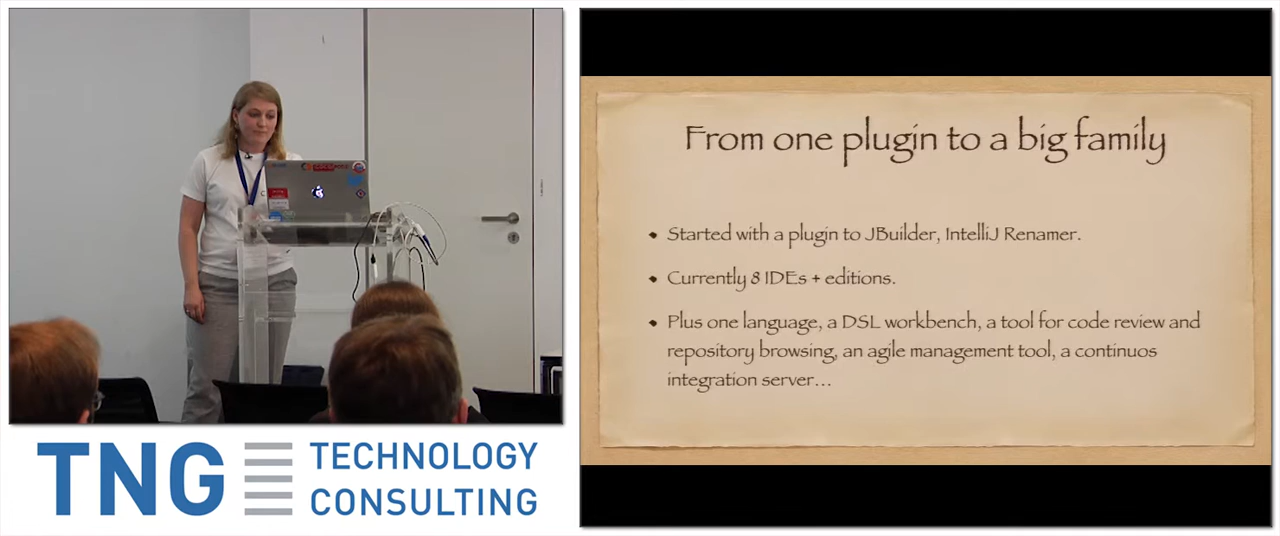 From one plugin to a big family
• Started with a plugin to JBuilder, IntelliJ Renamer.
• Currently 8 IDEs + editions.
• Plus one language, a DSL workbench, a tool for code review and
repository browsing, an agile management tool, a continuos
integration server…
TNG TECHNOLOGY
CONSULTING